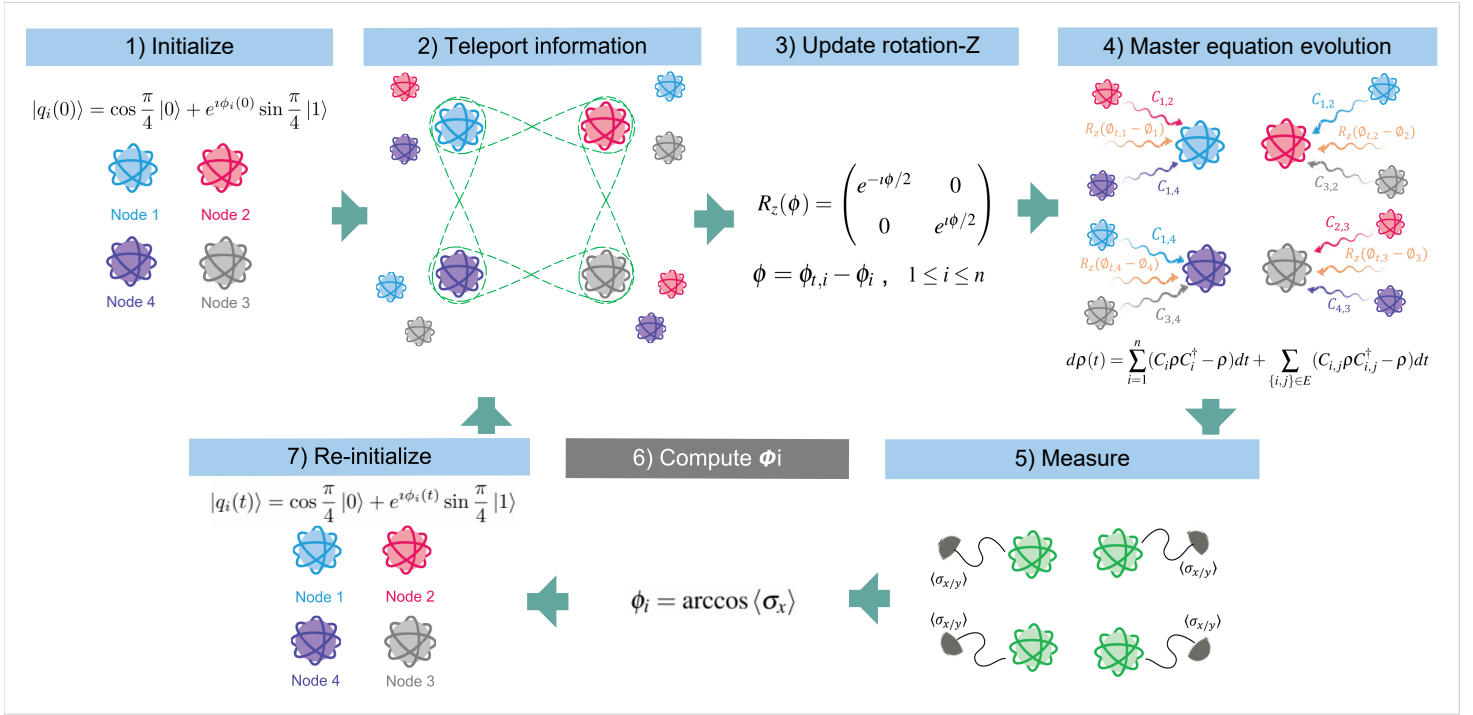 1) Initialize
|q_i(0)⟩ = cos π/4 |0⟩ + e^{ıϕ_i(0)} sin π/4 |1⟩
Node 1 Node 2
Node 4 Node 3
2) Teleport information
3) Update rotation-Z
R_z(ϕ) = ( e^{-ıϕ/2} 0
0 e^{ıϕ/2} )
ϕ = ϕ_{t,i} − ϕ_i , 1 ≤ i ≤ n
4) Master equation evolution
C_{1,2}
R_z(∅_{t,1} − ∅_1)
C_{1,4}
C_{1,2}
R_z(∅_{t,2} − ∅_2)
C_{3,2}
C_{1,4}
R_z(∅_{t,4} − ∅_4)
C_{3,4}
C_{2,3}
R_z(∅_{t,3} − ∅_3)
C_{4,3}
dρ(t) = ∑_{i=1}^{n} (C_i ρ C_i^† − ρ)dt + ∑_{{i,j}∈E} (C_{i,j} ρ C_{i,j}^† − ρ)dt
5) Measure
⟨σ_{x/y}⟩ ⟨σ_{x/y}⟩
⟨σ_{x/y}⟩ ⟨σ_{x/y}⟩
6) Compute Φi
ϕ_i = arccos ⟨σ_x⟩
7) Re-initialize
|q_i(t)⟩ = cos π/4 |0⟩ + e^{ıϕ_i(t)} sin π/4 |1⟩
Node 1 Node 2
Node 4 Node 3